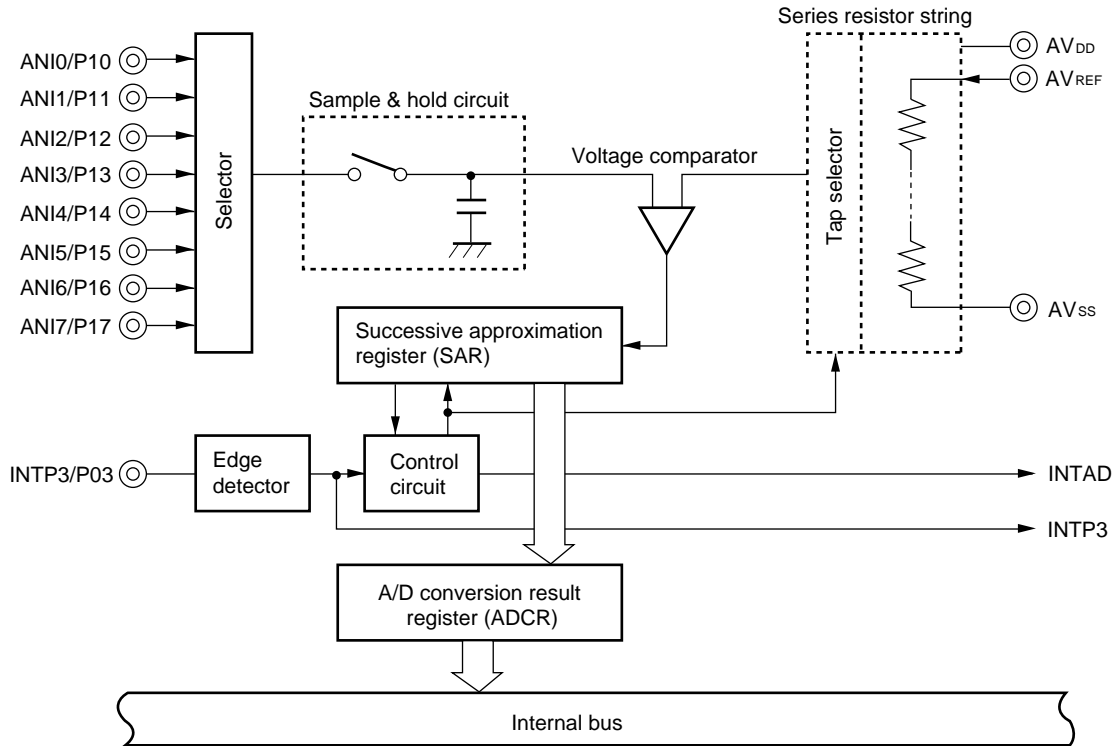 Series resistor string
ANI0/P10
ANI1/P11
ANI2/P12
ANI3/P13
ANI4/P14
ANI5/P15
ANI6/P16
ANI7/P17
Selector
Sample & hold circuit
Voltage comparator
Tap selector
AVDD
AVREF
AVSS
Successive approximation
register (SAR)
INTP3/P03
Edge
detector
Control
circuit
INTAD
INTP3
A/D conversion result
register (ADCR)
Internal bus